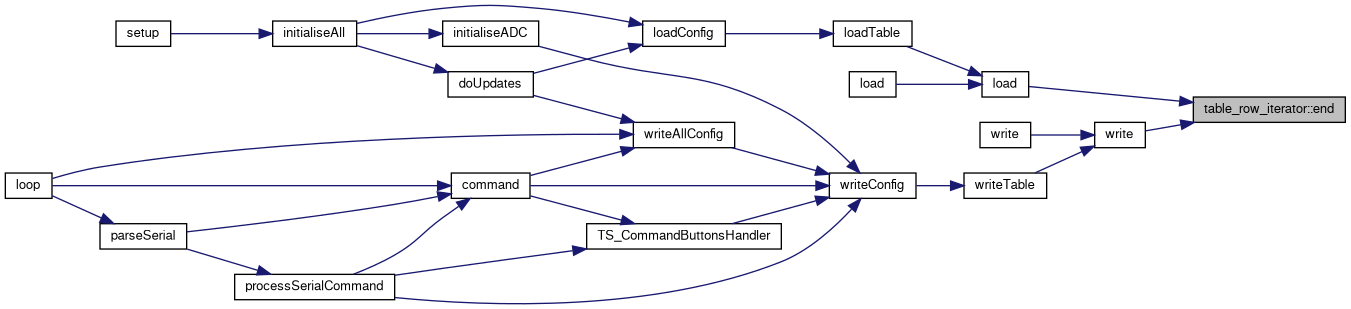 setup
initialiseAll
initialiseADC
loadConfig
loadTable
doUpdates
load
load
table_row_iterator::end
writeAllConfig
write
write
loop
command
writeConfig
writeTable
parseSerial
TS_CommandButtonsHandler
processSerialCommand